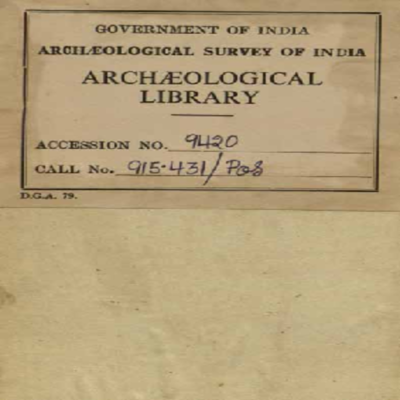 GOVERNMENT OF INDIA
ARCHÆOLOGICAL SURVEY OF INDIA
ARCHÆOLOGICAL
LIBRARY
ACCESSION NO. 9420
CALL No. 915.431/Pos
D.G.A. 79.